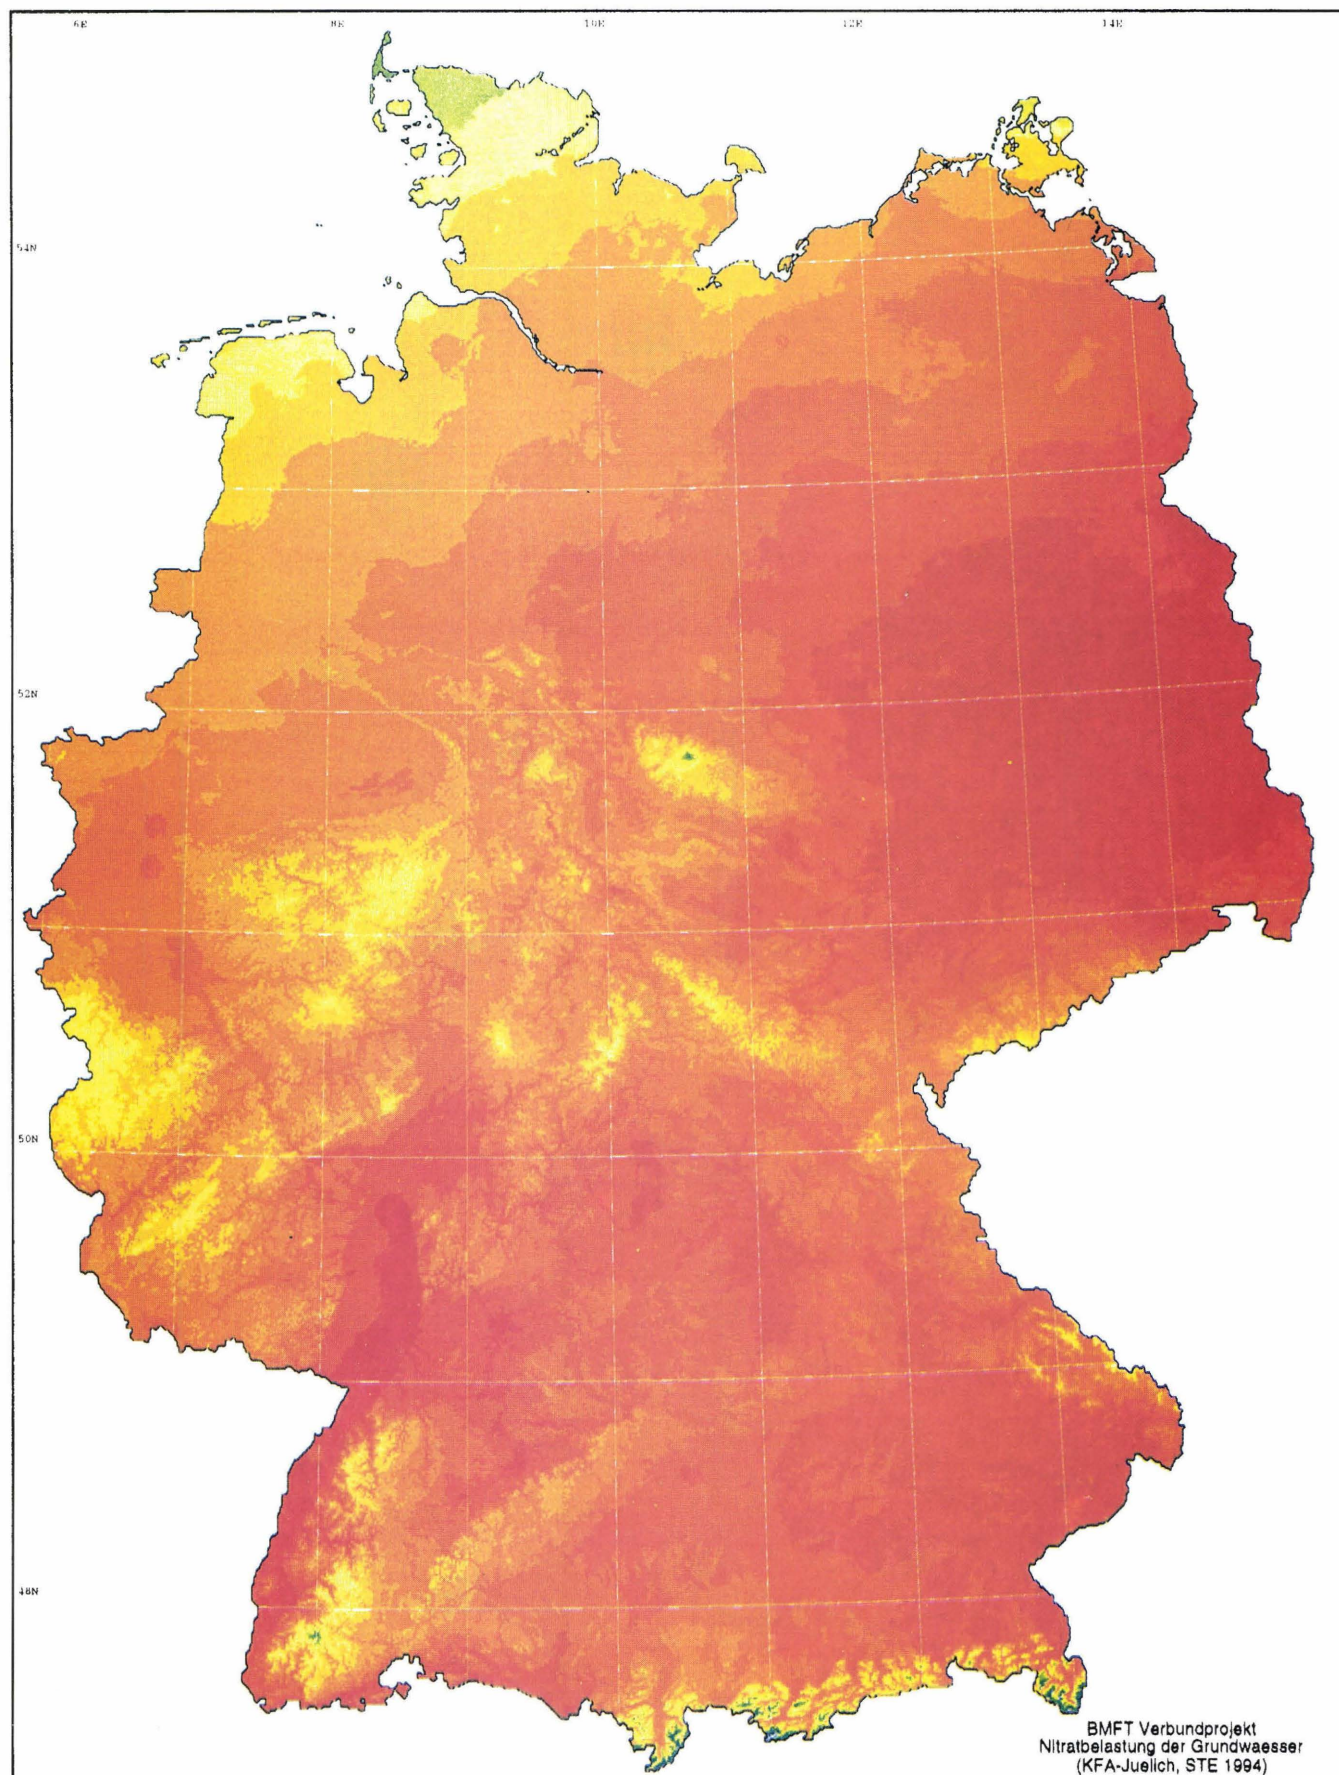 6E 8E 10E 12E 14E
54N
52N
50N
48N
BMFT Verbundprojekt
Nitratbelastung der Grundwaesser
(KFA-Juelich, STE 1994)